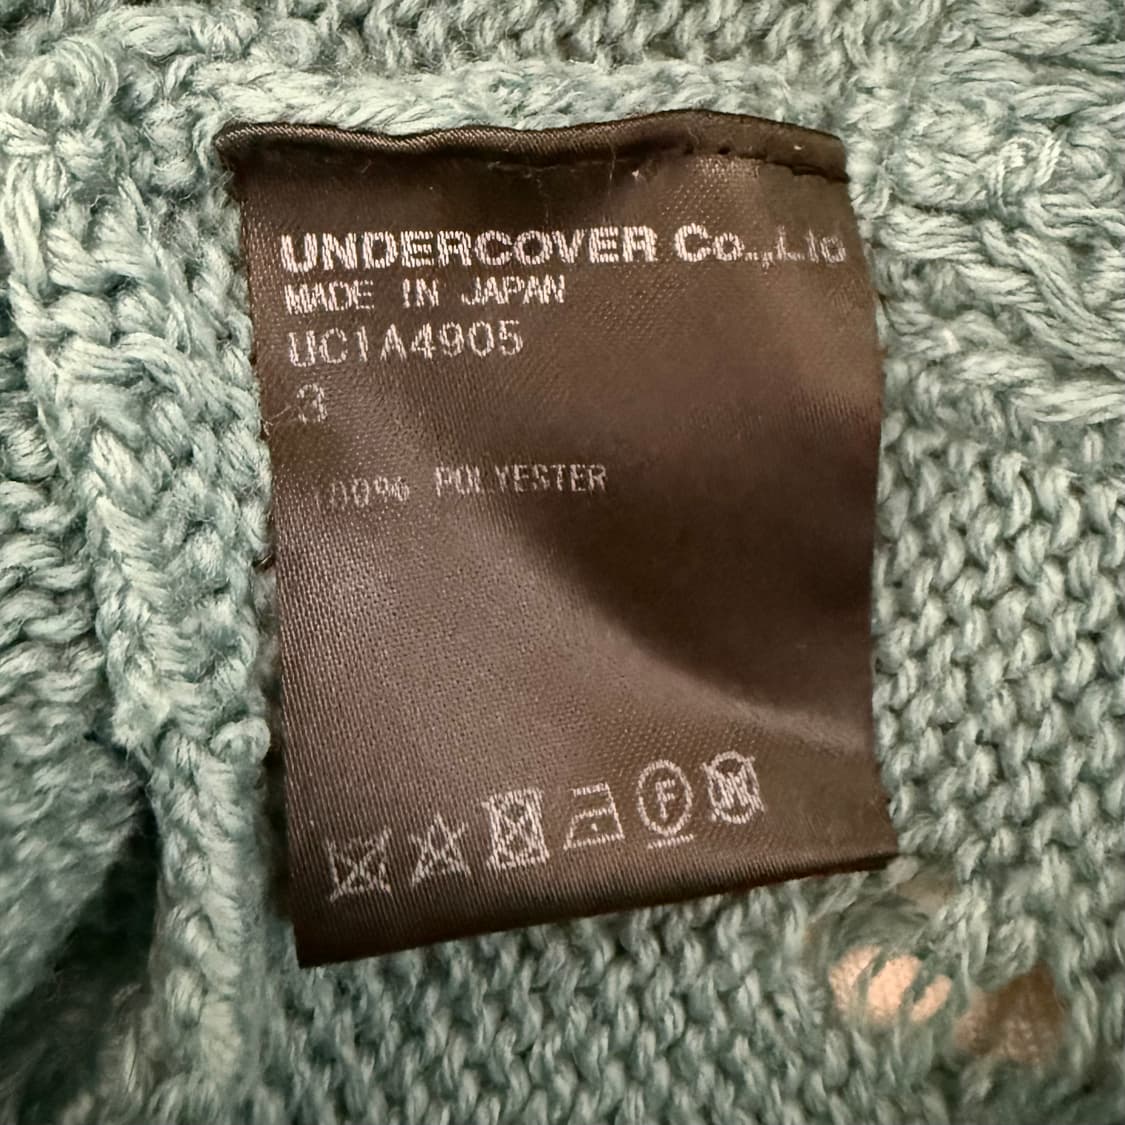 UNDERCOVER Co.,Ltd
MADE IN JAPAN
UC1A4905
3
100% POLYESTER
F
W